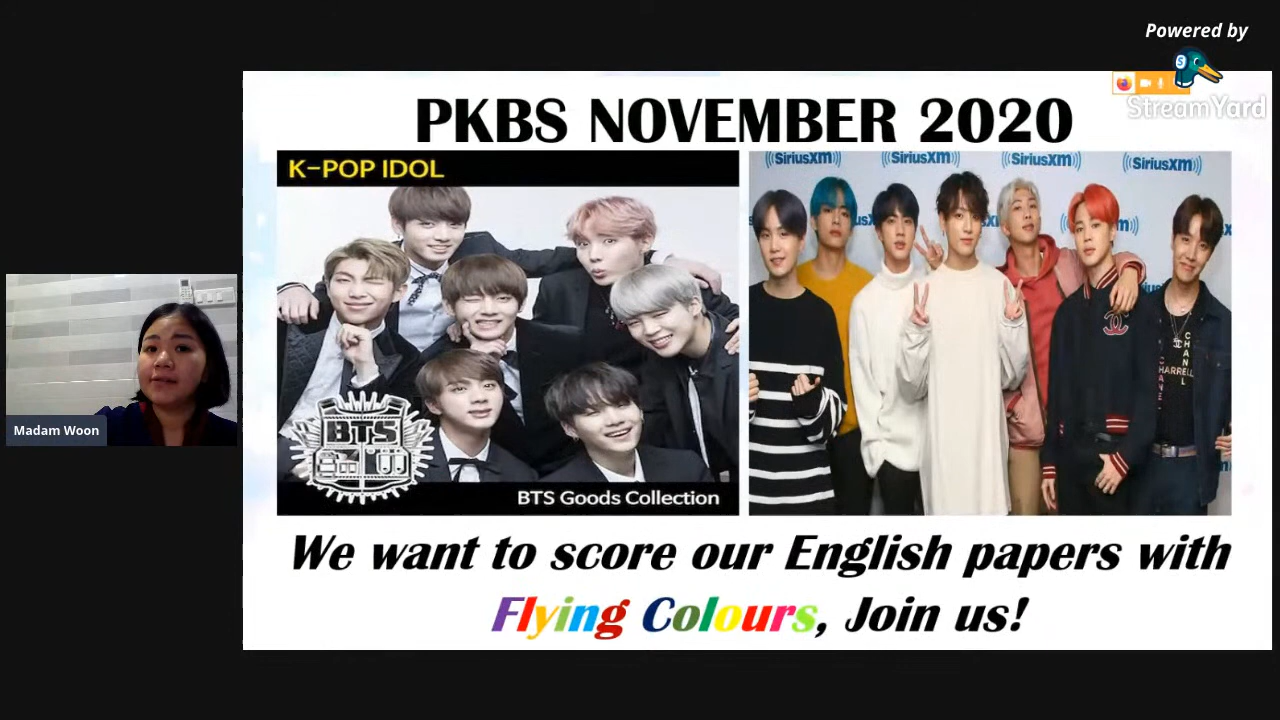 Powered by
StreamYard
PKBS NOVEMBER 2020
K-POP IDOL
((SiriusXM))
((SiriusXM))
((SiriusXM))
((SiriusXM))
BTS
BTS Goods Collection
CHANEL
We want to score our English papers with
Flying Colours, Join us!
Madam Woon